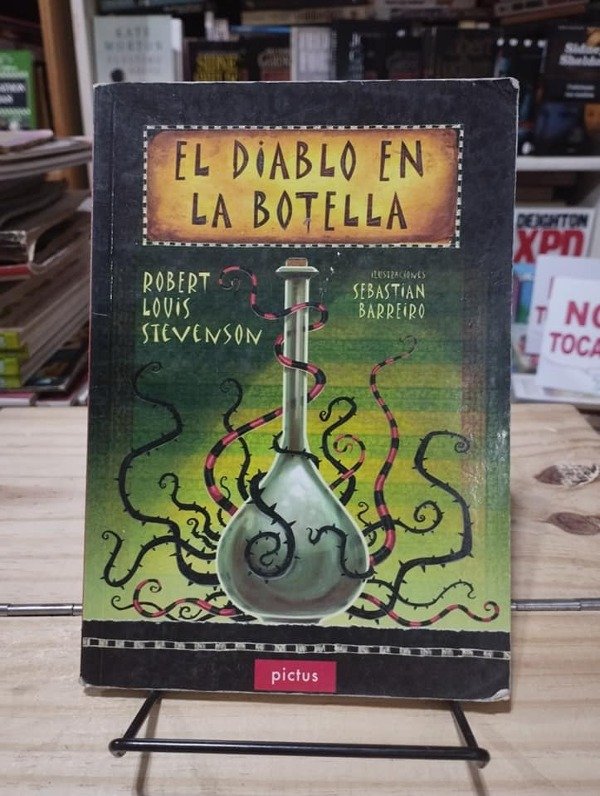 EL DIABLO EN
LA BOTELLA
ROBERT
LOUIS
STEVENSON
ILUSTRACIONES
SEBASTIAN
BARREIRO
pictus
DEIGHTON
XPD
NO
TOCA